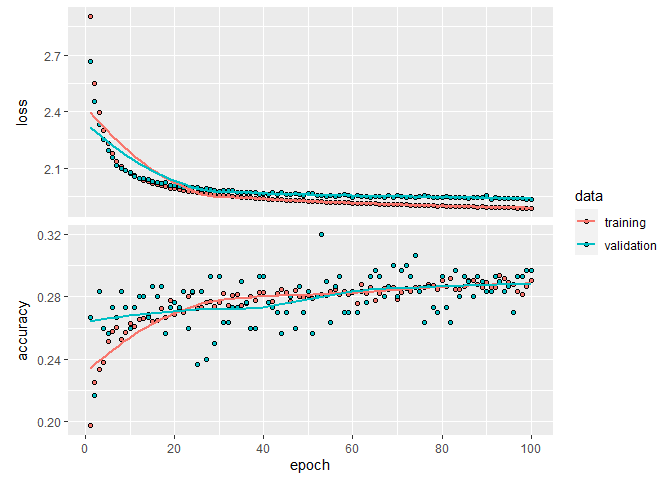 2.7
2.4
2.1
loss
0.32
0.28
0.24
0.20
accuracy
0 20 40 60 80 100
epoch
data
training
validation